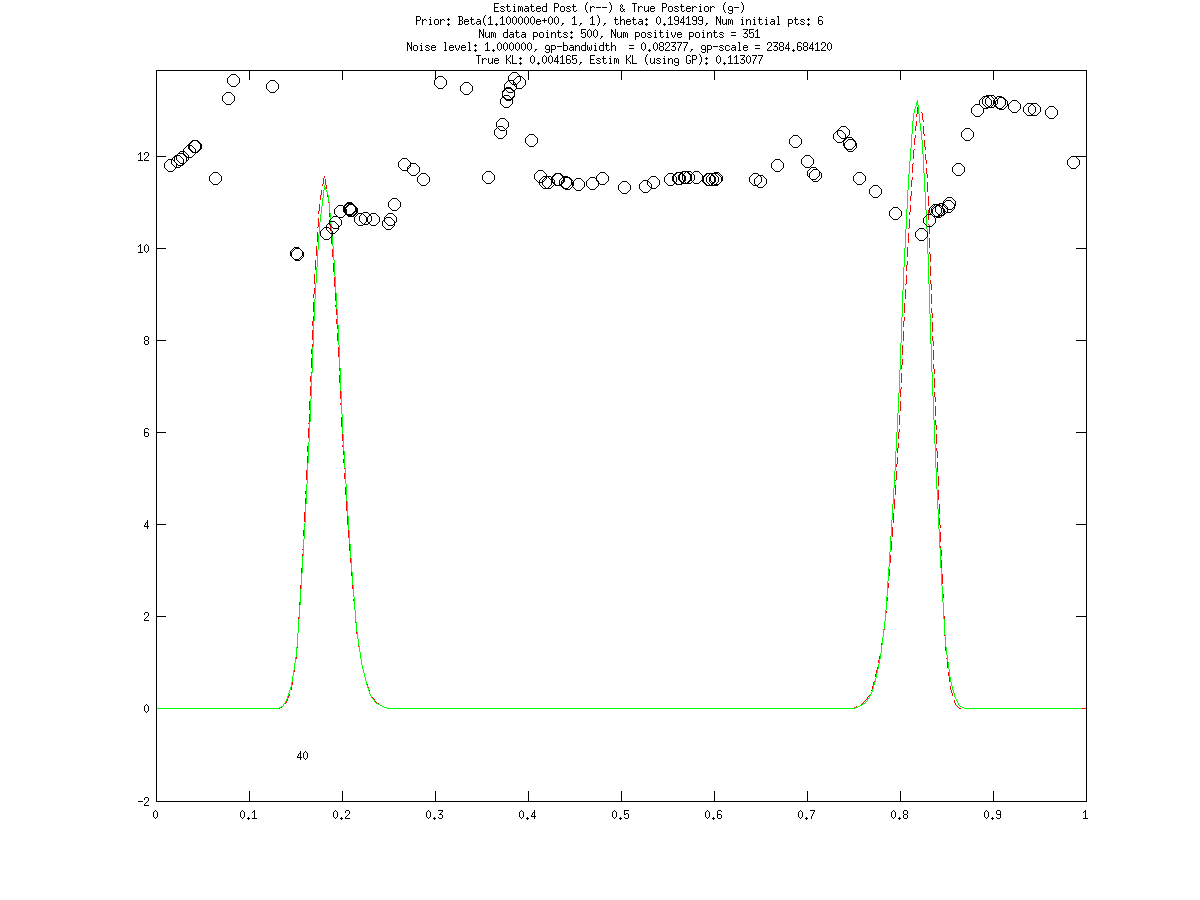 Estimated Post (r--) & True Posterior (g-)
Prior: Beta(1.100000e+00, 1, 1), theta: 0.194199, Num initial pts: 6
Num data points: 500, Num positive points = 351
Noise level: 1.000000, gp-bandwidth  = 0.082377, gp-scale = 2384.684120
True KL: 0.004165, Estim KL (using GP): 0.113077
12
10
8
6
4
2
0
40
-2
0 0.1 0.2 0.3 0.4 0.5 0.6 0.7 0.8 0.9 1